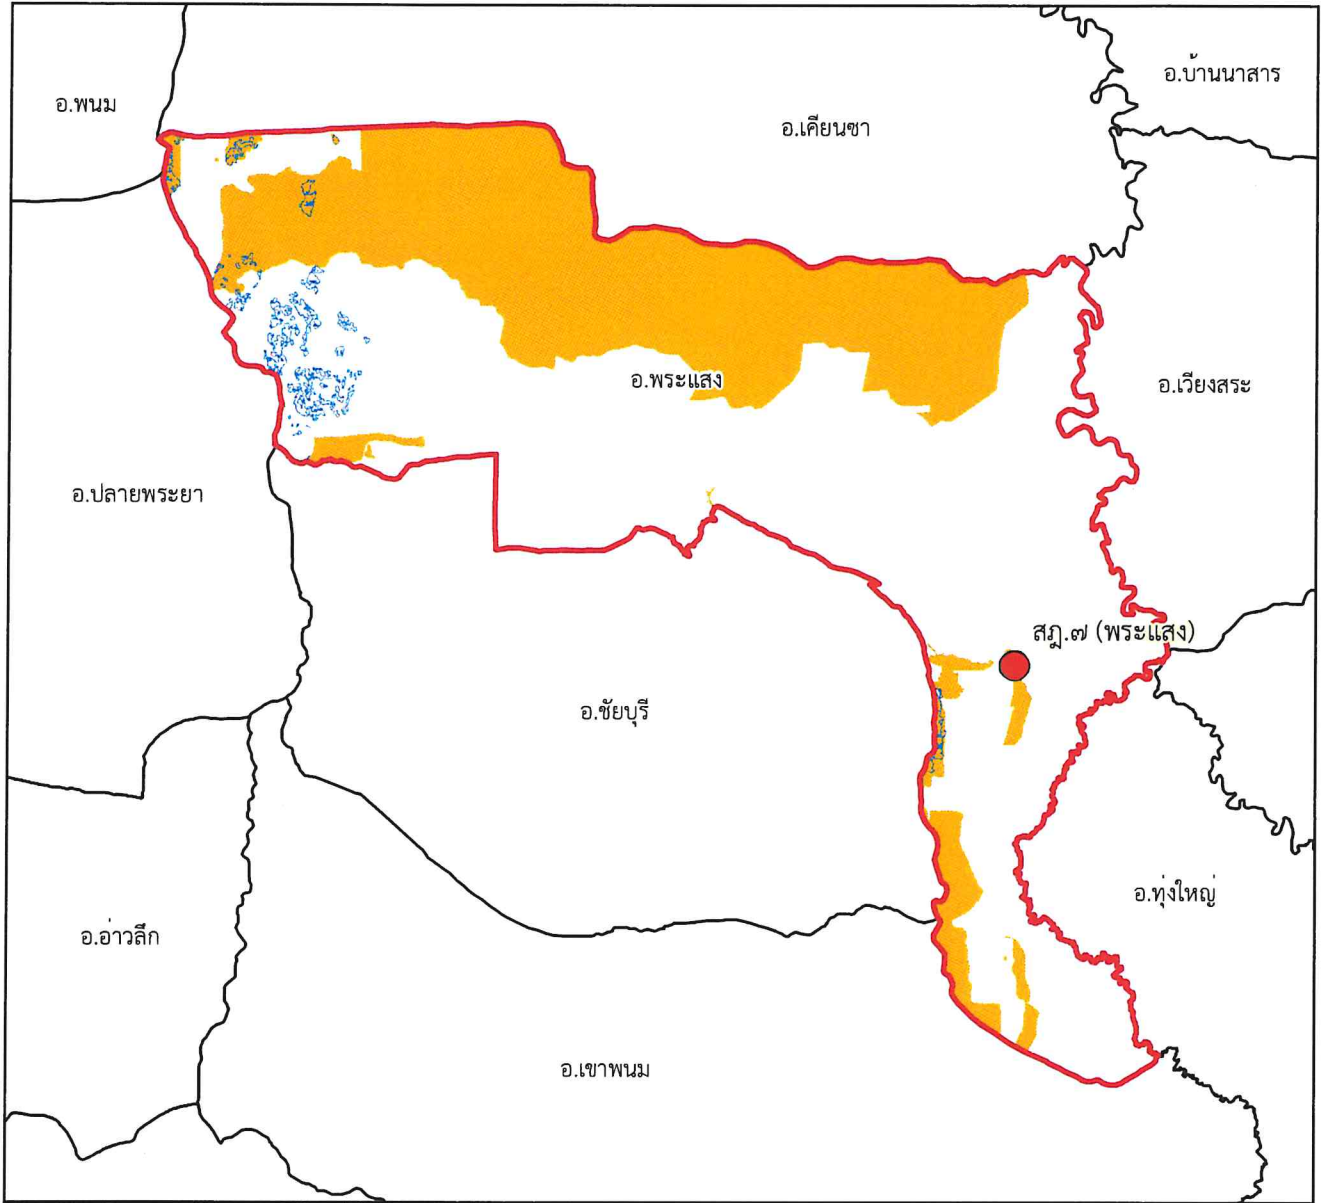 อ.บ้านนาสาร
อ.พนม
อ.เคียนซา
อ.พระแสง
อ.เวียงสระ
อ.ปลายพระยา
สฎ.๗ (พระแสง)
อ.ชัยบุรี
อ.ทุ่งใหญ่
อ.อ่าวลึก
อ.เขาพนม